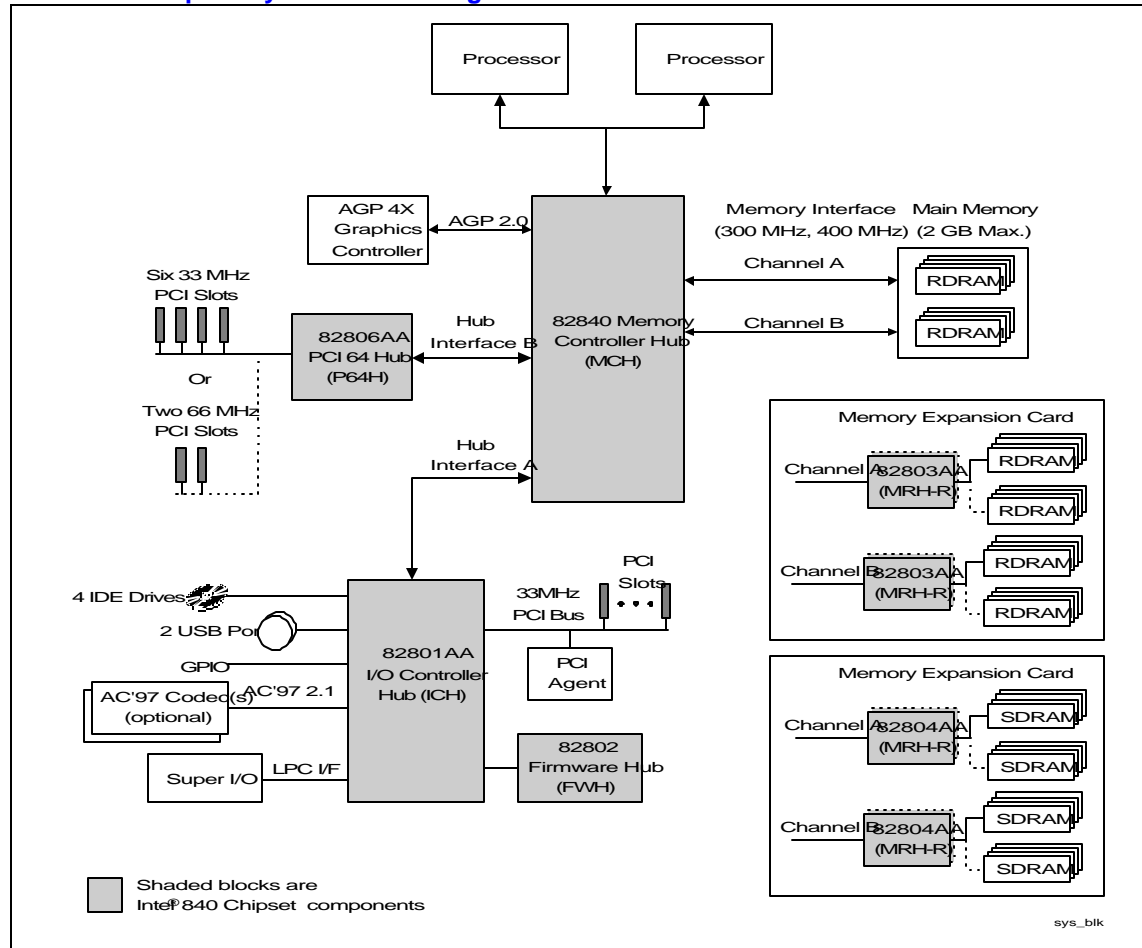 Processor
Processor
AGP 4X
Graphics
Controller
AGP 2.0
Memory Interface
(300 MHz, 400 MHz)
Main Memory
(2 GB Max.)
Channel A
RDRAM
Channel B
RDRAM
Six 33 MHz
PCI Slots
82806AA
PCI 64 Hub
(P64H)
Hub
Interface B
82840 Memory
Controller Hub
(MCH)
Or
Two 66 MHz
PCI Slots
Hub
Interface A
Memory Expansion Card
Channel A
82803AA
(MRH-R)
RDRAM
RDRAM
Channel B
82803AA
(MRH-R)
RDRAM
RDRAM
4 IDE Drives
2 USB Por
GPIO
AC'97 Codec(s)
(optional)
AC'97 2.1
Super I/O
LPC I/F
82801AA
I/O Controller
Hub (ICH)
33MHz
PCI Bus
PCI
Slots
PCI
Agent
82802
Firmware Hub
(FWH)
Memory Expansion Card
Channel A
82804AA
(MRH-R)
SDRAM
SDRAM
Channel B
82804AA
(MRH-R)
SDRAM
SDRAM
Shaded blocks are
Intel® 840 Chipset components
sys_blk